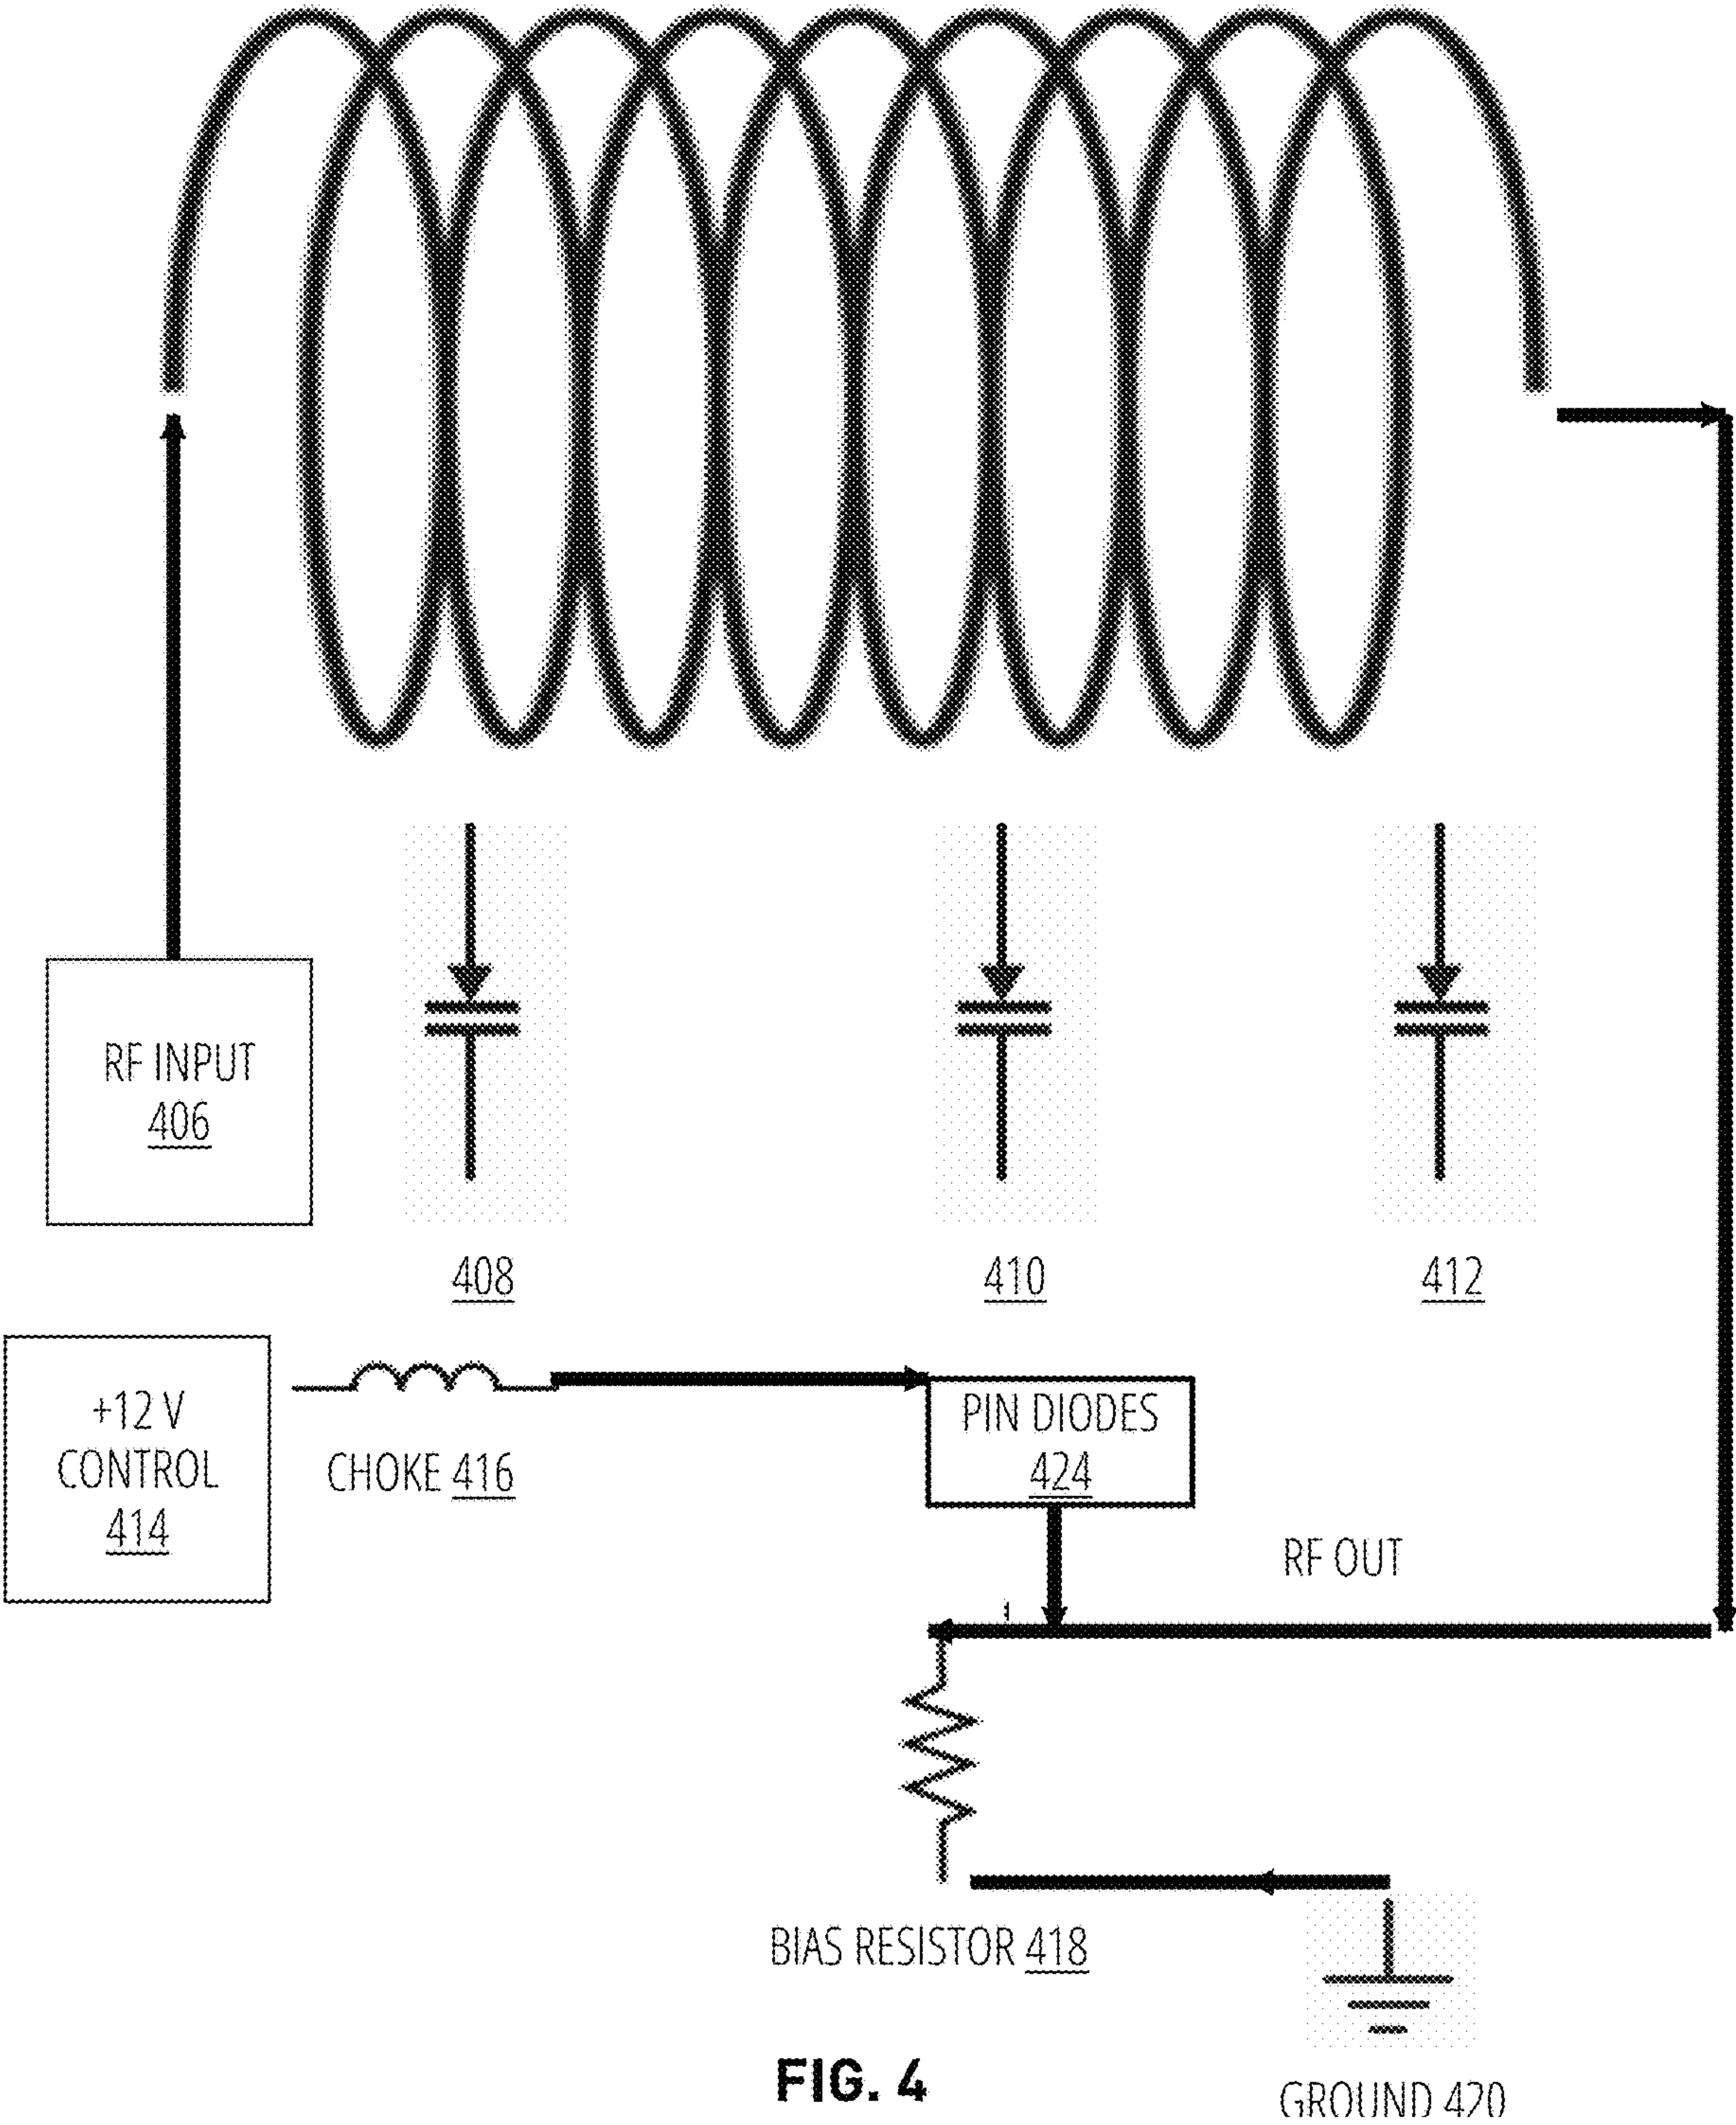 RF INPUT
406
408
410
412
+12 V
CONTROL
414
CHOKE 416
PIN DIODES
424
RF OUT
BIAS RESISTOR 418
FIG. 4
GROUND 420